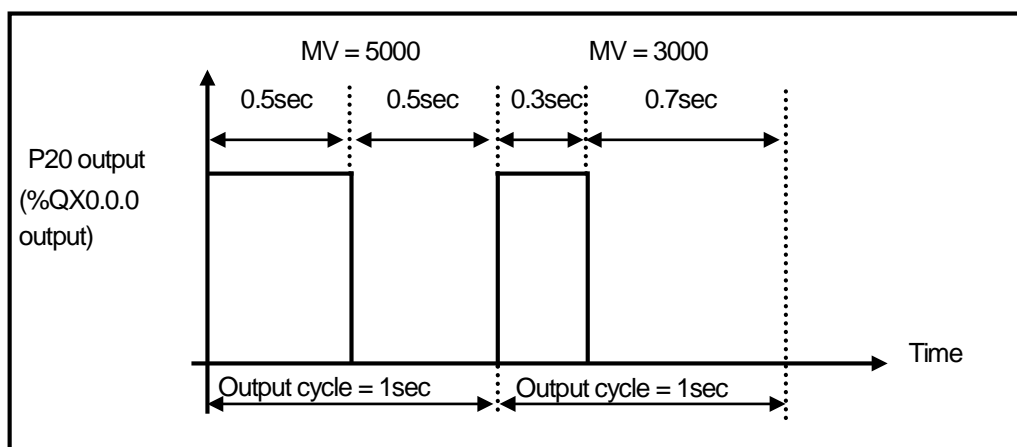 MV = 5000
MV = 3000
0.5sec
0.5sec
0.3sec
0.7sec
P20 output
(%QX0.0.0
output)
Time
Output cycle = 1sec
Output cycle = 1sec